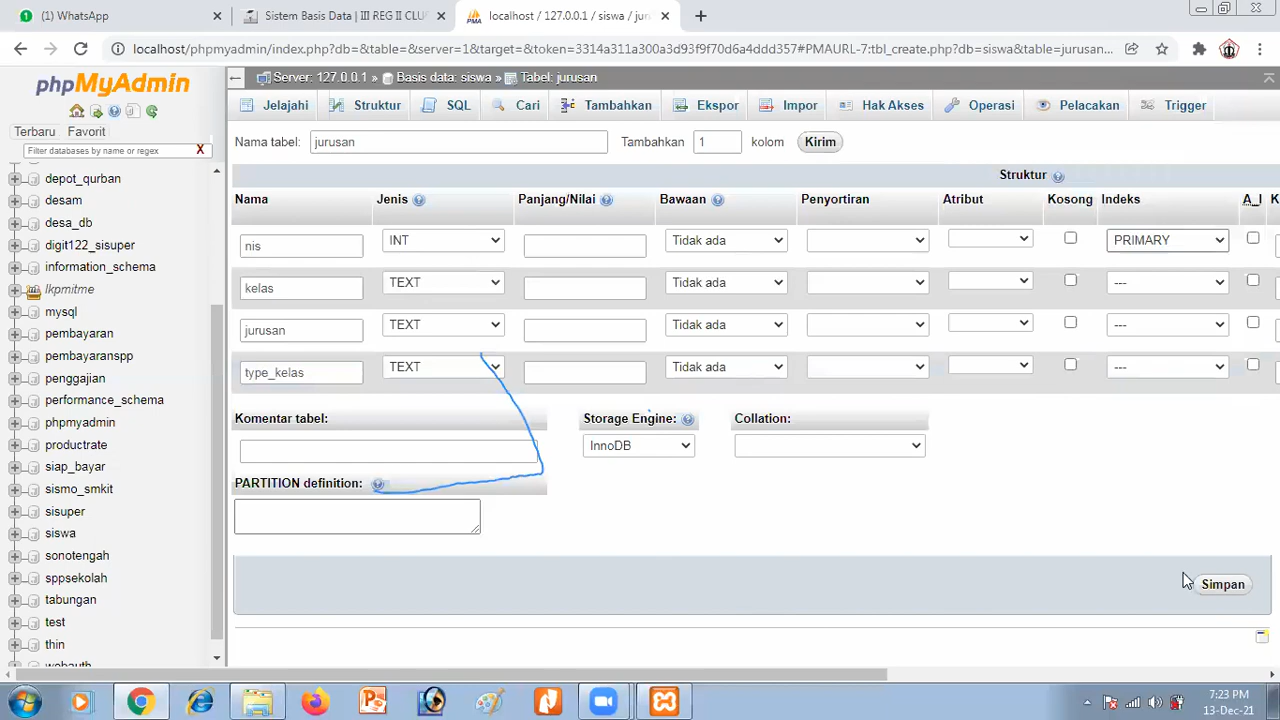 (1) WhatsApp
Sistem Basis Data | III REG II CLU
localhost / 127.0.0.1 / siswa / jur
localhost/phpmyadmin/index.php?db=&table=&server=1&target=&token=3314a311a300a3d93f9f70d6a4ddd357#PMAURL-7:tbl_create.php?db=siswa&table=jurusan...
phpMyAdmin
Terbaru Favorit
Filter databases by name or regex X
depot_qurban
desam
desa_db
digit122_sisuper
information_schema
lkpmitme
mysql
pembayaran
pembayaranspp
penggajian
performance_schema
phpmyadmin
productrate
siap_bayar
sismo_smkit
sisuper
siswa
sonotengah
sppsekolah
tabungan
test
thin
webauth
Server: 127.0.0.1 » Basis data: siswa » Tabel: jurusan
Jelajahi Struktur SQL Cari Tambahkan Ekspor Impor Hak Akses Operasi Pelacakan Trigger
Nama tabel: jurusan Tambahkan 1 kolom Kirim
Struktur
Nama Jenis Panjang/Nilai Bawaan Penyortiran Atribut Kosong Indeks A_I K
nis INT Tidak ada PRIMARY
kelas TEXT Tidak ada ---
jurusan TEXT Tidak ada ---
type_kelas TEXT Tidak ada ---
Komentar tabel: Storage Engine: Collation:
InnoDB
PARTITION definition:
Simpan
7:23 PM
13-Dec-21